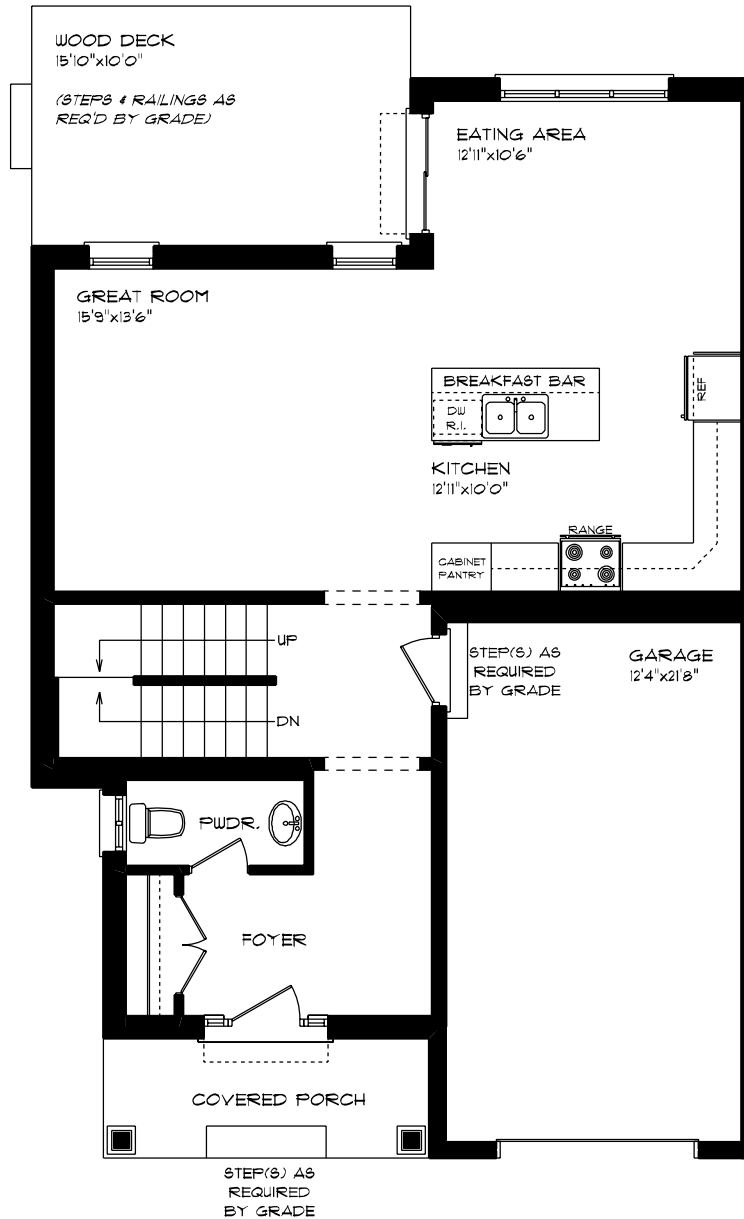 WOOD DECK
15'10"x10'0"
(STEPS & RAILINGS AS
REQ'D BY GRADE)
EATING AREA
12'11"x10'6"
GREAT ROOM
15'9"x13'6"
BREAKFAST BAR
DW
R.I.
REF
KITCHEN
12'11"x10'0"
RANGE
CABINET
PANTRY
UP
DN
STEP(S) AS
REQUIRED
BY GRADE
GARAGE
12'4"x21'8"
PWDR.
FOYER
COVERED PORCH
STEP(S) AS
REQUIRED
BY GRADE